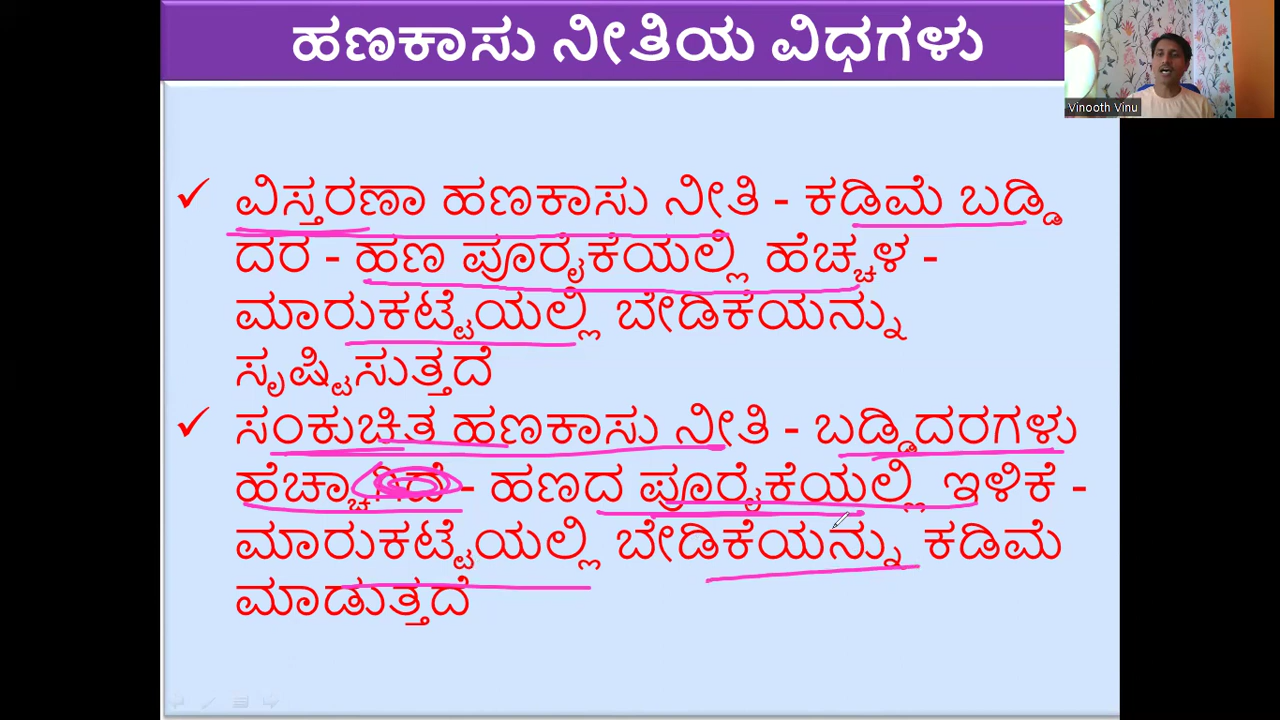 ಹಣಕಾಸು ನೀತಿಯ ವಿಧಗಳು
Vinooth Vinu
✓ ವಿಸ್ತರಣಾ ಹಣಕಾಸು ನೀತಿ - ಕಡಿಮೆ ಬಡ್ಡಿ
ದರ - ಹಣ ಪೂರೈಕೆಯಲ್ಲಿ ಹೆಚ್ಚಳ -
ಮಾರುಕಟ್ಟೆಯಲ್ಲಿ ಬೇಡಿಕೆಯನ್ನು
ಸೃಷ್ಟಿಸುತ್ತದೆ
✓ ಸಂಕುಚಿತ ಹಣಕಾಸು ನೀತಿ - ಬಡ್ಡಿದರಗಳು
- ಹಣದ ಪೂರೈಕೆಯಲ್ಲಿ ಇಳಿಕೆ -
ಮಾರುಕಟ್ಟೆಯಲ್ಲಿ ಬೇಡಿಕೆಯನ್ನು ಕಡಿಮೆ
ಮಾಡುತ್ತದೆ